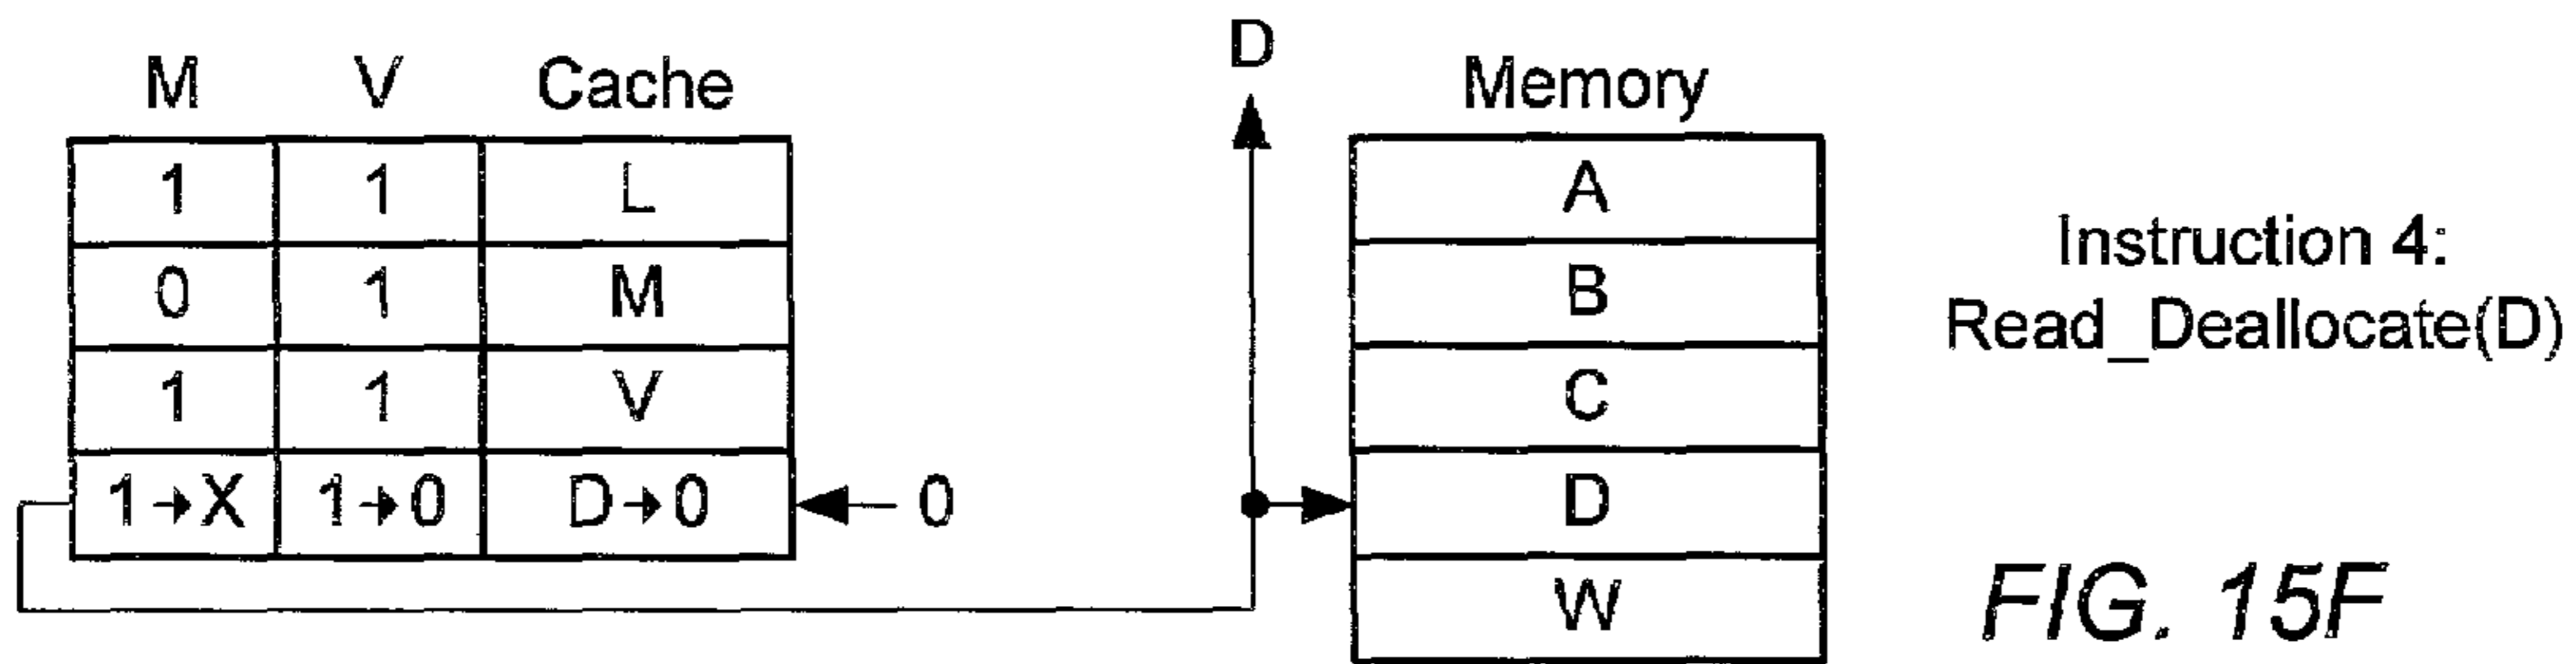 M V Cache
1 1 L
0 1 M
1 1 V
1→X 1→0 D→0
0
D
Memory
A
B
C
D
W
Instruction 4:
Read_Deallocate(D)
FIG. 15F